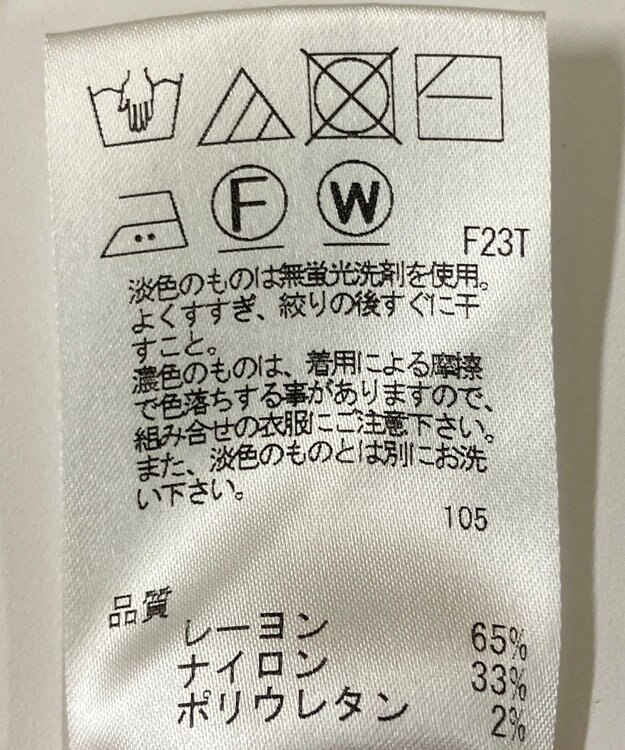 F W
F23T
淡色のものは無蛍光洗剤を使用。
よくすすぎ、絞りの後すぐに干
すこと。
濃色のものは、着用による摩擦
で色落ちする事がありますので、
組み合せの衣服にご注意下さい。
また、淡色のものとは別にお洗
い下さい。
105
品質
レーヨン 65%
ナイロン 33%
ポリウレタン 2%